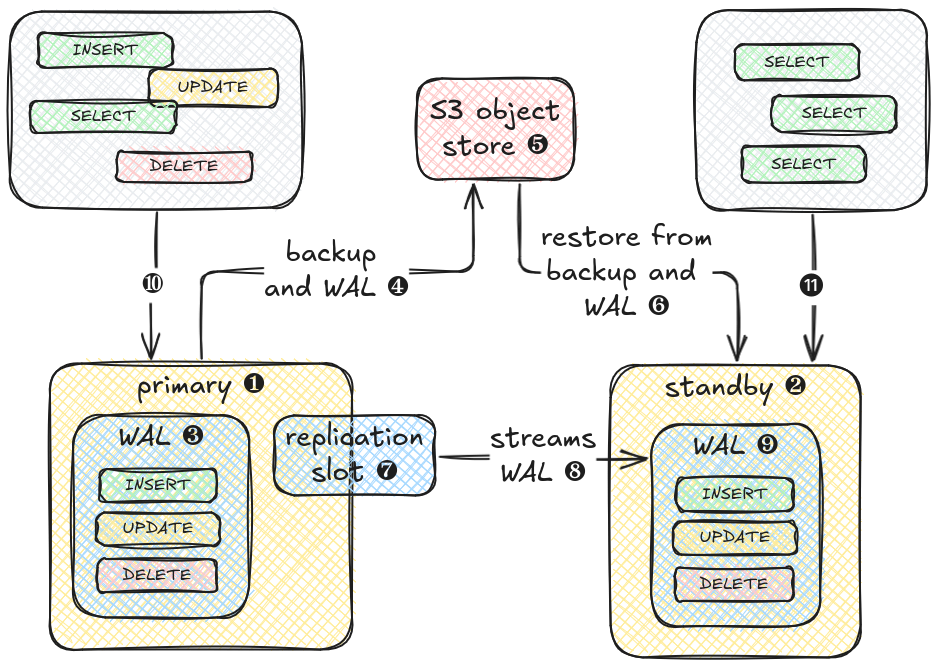 INSERT
UPDATE
SELECT
DELETE
S3 object
store ❺
SELECT
SELECT
SELECT
❿
backup
and WAL ❹
restore from
backup and
WAL ❻
⓫
primary ❶
WAL ❸
INSERT
UPDATE
DELETE
replication
slot ❼
streams
WAL ❽
standby ❷
WAL ❾
INSERT
UPDATE
DELETE